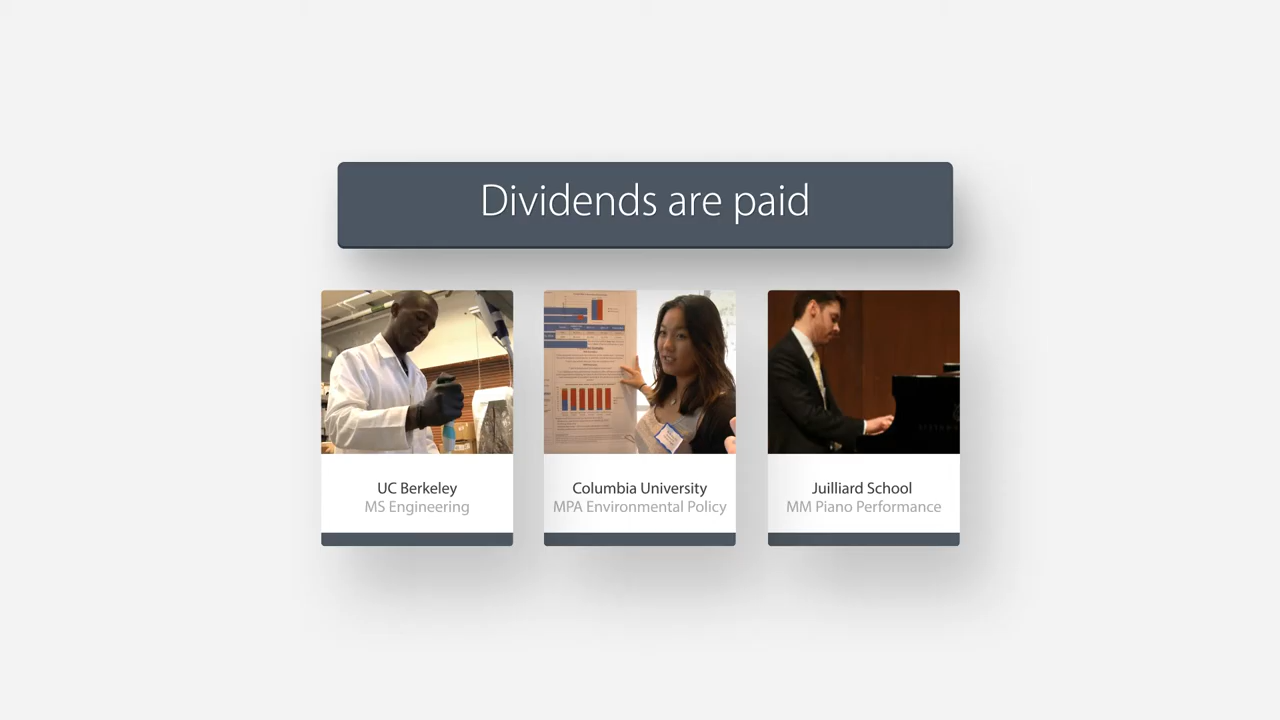 Dividends are paid
UC Berkeley
MS Engineering
Columbia University
MPA Environmental Policy
Juilliard School
MM Piano Performance